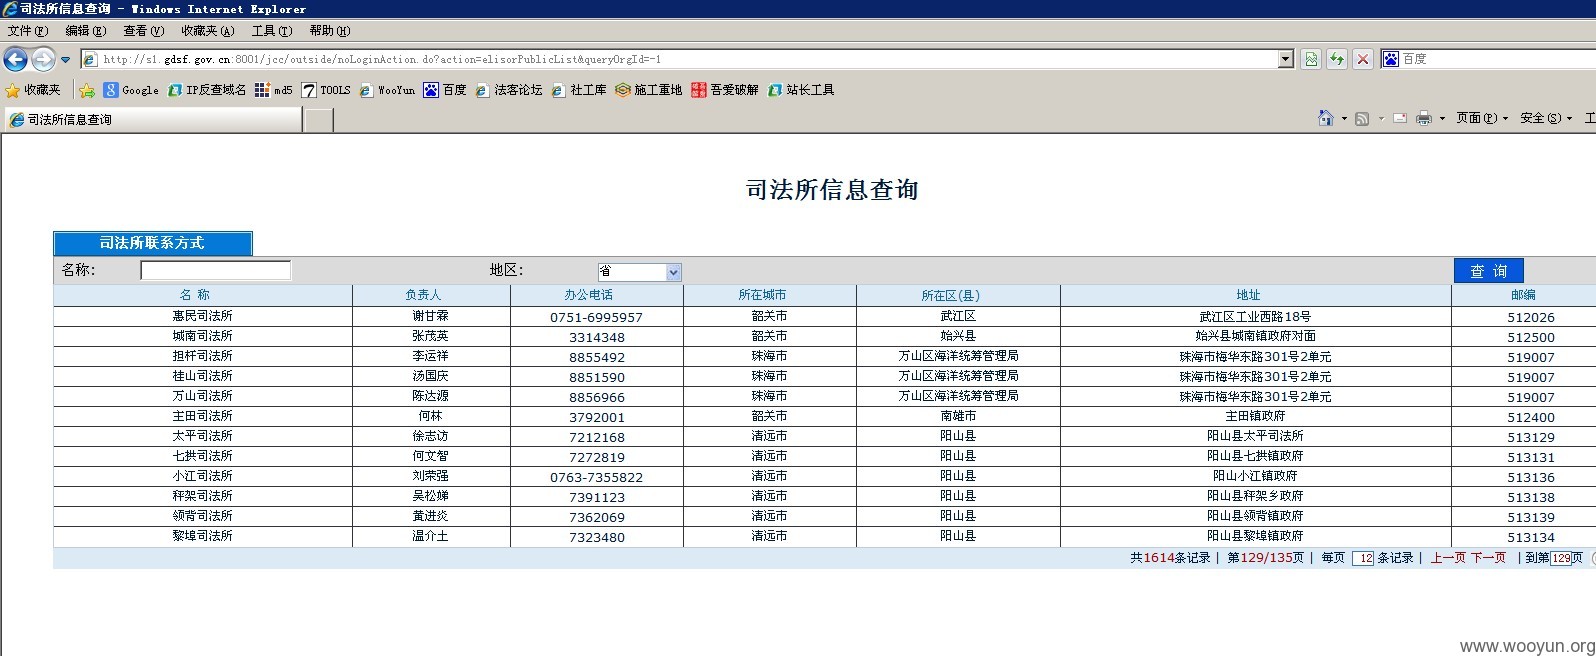 司法所信息查询 - Windows Internet Explorer
文件(F) 编辑(E) 查看(V) 收藏夹(A) 工具(T) 帮助(H)
http://s1.gdsf.gov.cn:8001/jcc/outside/noLoginAction.do?action=elisorPublicList&queryOrgId=-1 百度
收藏夹 Google IP反查域名 md5 TOOLS WooYun 百度 法客论坛 社工库 施工重地 吾爱破解 站长工具
司法所信息查询 页面(P) 安全(S) 工
司法所信息查询
司法所联系方式
名称: 地区: 省 查 询
名 称 负责人 办公电话 所在城市 所在区(县) 地址 邮编
惠民司法所 谢甘霖 0751-6995957 韶关市 武江区 武江区工业西路18号 512026
城南司法所 张茂英 3314348 韶关市 始兴县 始兴县城南镇政府对面 512500
担杆司法所 李运祥 8855492 珠海市 万山区海洋统筹管理局 珠海市梅华东路301号2单元 519007
桂山司法所 汤国庆 8851590 珠海市 万山区海洋统筹管理局 珠海市梅华东路301号2单元 519007
万山司法所 陈达源 8856966 珠海市 万山区海洋统筹管理局 珠海市梅华东路301号2单元 519007
主田司法所 何林 3792001 韶关市 南雄市 主田镇政府 512400
太平司法所 徐志访 7212168 清远市 阳山县 阳山县太平司法所 513129
七拱司法所 何文智 7272819 清远市 阳山县 阳山县七拱镇政府 513131
小江司法所 刘荣强 0763-7355822 清远市 阳山县 阳山小江镇政府 513136
秤架司法所 吴松娣 7391123 清远市 阳山县 阳山县秤架乡政府 513138
领背司法所 黄进炎 7362069 清远市 阳山县 阳山县领背镇政府 513139
黎埠司法所 温介土 7323480 清远市 阳山县 阳山县黎埠镇政府 513134
共1614条记录 | 第129/135页 | 每页 12 条记录 | 上一页 下一页 | 到第129页
www.wooyun.org